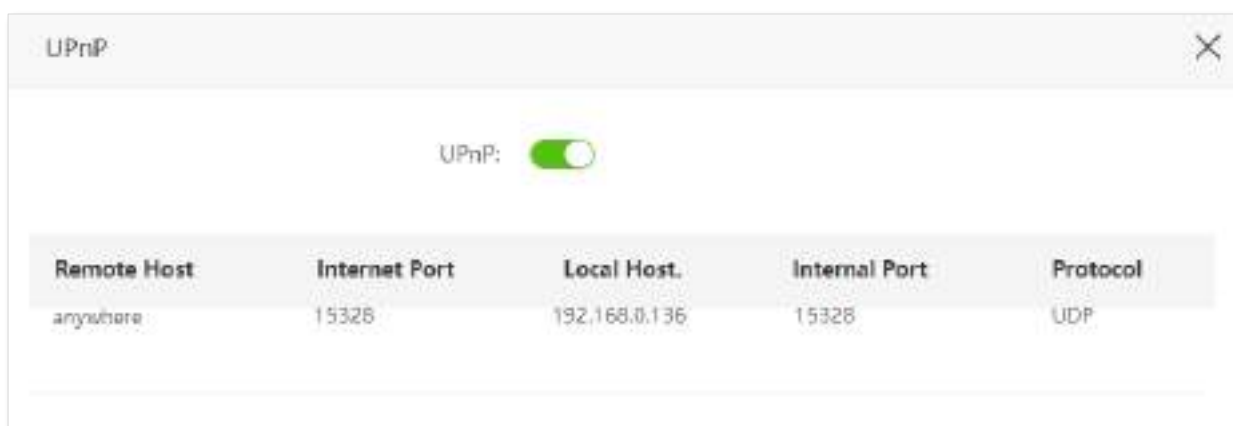 UPnP
UPnP:
Remote Host Internet Port Local Host. Internal Port Protocol
anywhere 15328 192.168.0.136 15328 UDP